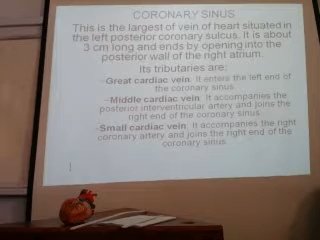 CORONARY SINUS
This is the largest of vein of heart situated in
the left posterior coronary sulcus. It is about
3 cm long and ends by opening into the
posterior wall of the right atrium.
Its tributaries are:
–Great cardiac vein. It enters the left end of
the coronary sinus.
–Middle cardiac vein. It accompanies the
posterior interventricular artery and joins the
right end of the coronary sinus.
–Small cardiac vein. It accompanies the right
coronary artery and joins the right end of the
coronary sinus.